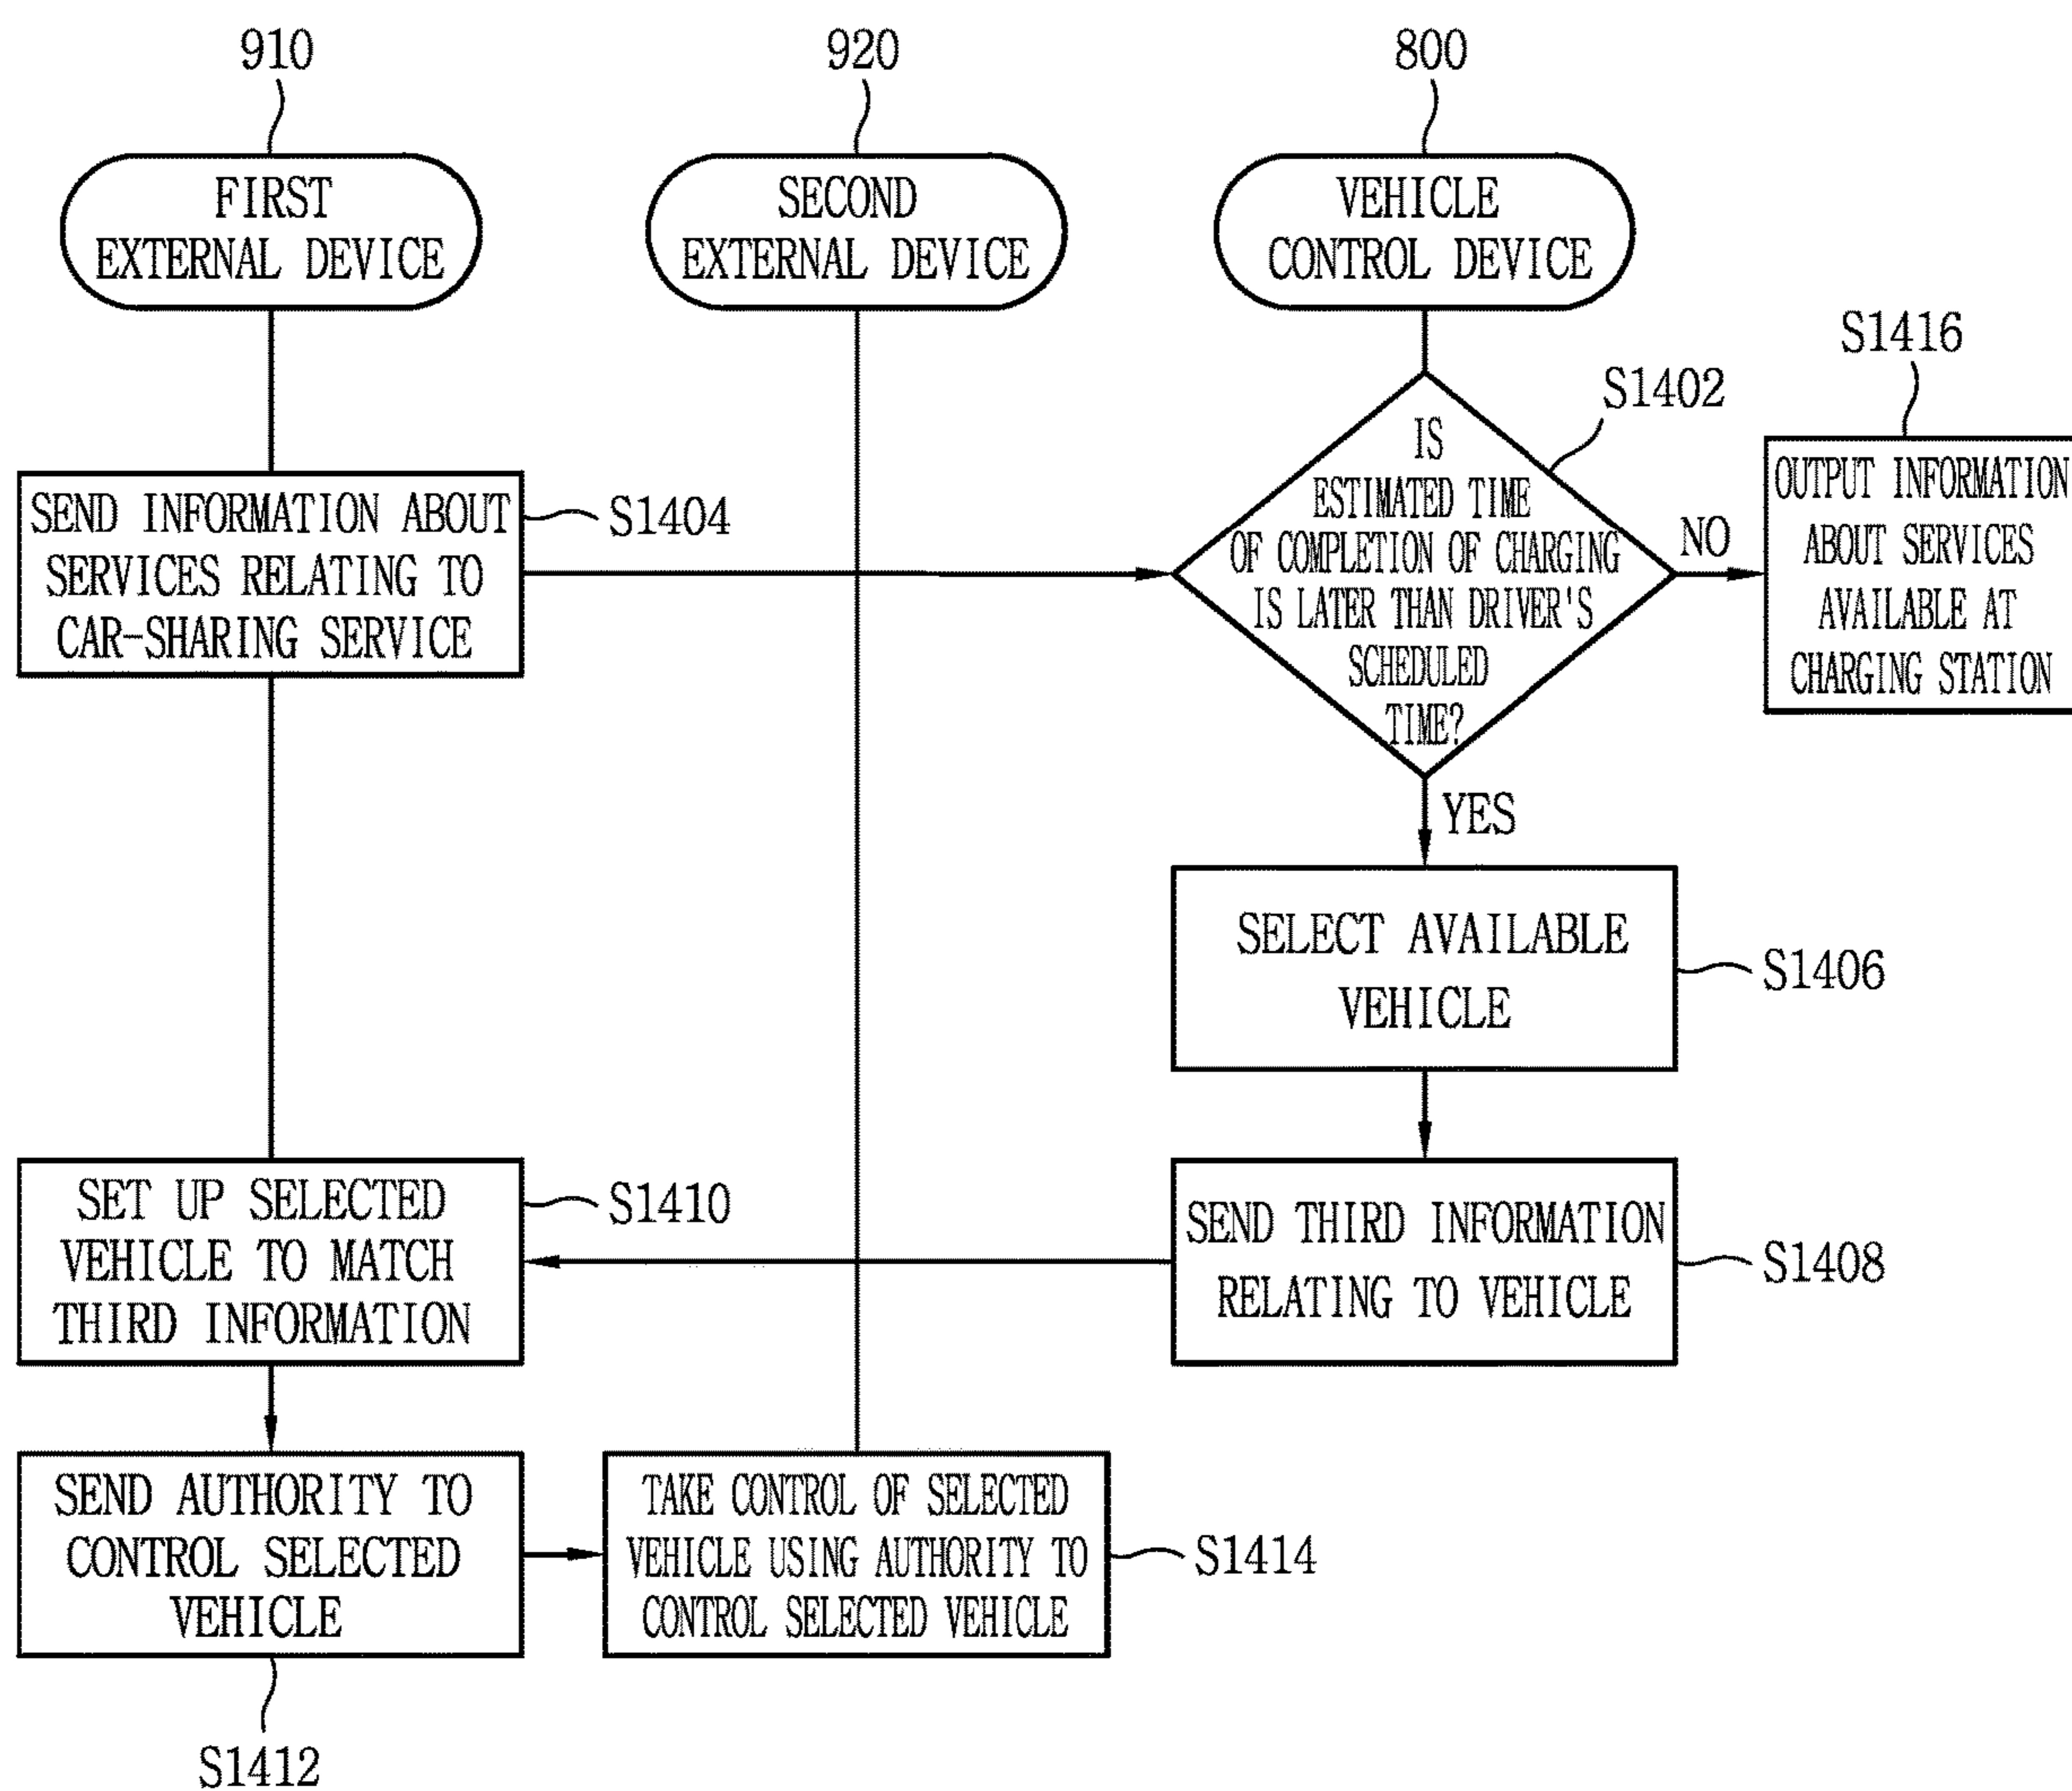 910
920
800
FIRST
EXTERNAL DEVICE
SECOND
EXTERNAL DEVICE
VEHICLE
CONTROL DEVICE
S1416
S1402
IS
ESTIMATED TIME
OF COMPLETION OF CHARGING
IS LATER THAN DRIVER'S
SCHEDULED
TIME?
NO
OUTPUT INFORMATION
ABOUT SERVICES
AVAILABLE AT
CHARGING STATION
SEND INFORMATION ABOUT
SERVICES RELATING TO
CAR-SHARING SERVICE
S1404
YES
SELECT AVAILABLE
VEHICLE
S1406
SET UP SELECTED
VEHICLE TO MATCH
THIRD INFORMATION
S1410
SEND THIRD INFORMATION
RELATING TO VEHICLE
S1408
SEND AUTHORITY TO
CONTROL SELECTED
VEHICLE
TAKE CONTROL OF SELECTED
VEHICLE USING AUTHORITY TO
CONTROL SELECTED VEHICLE
S1414
S1412